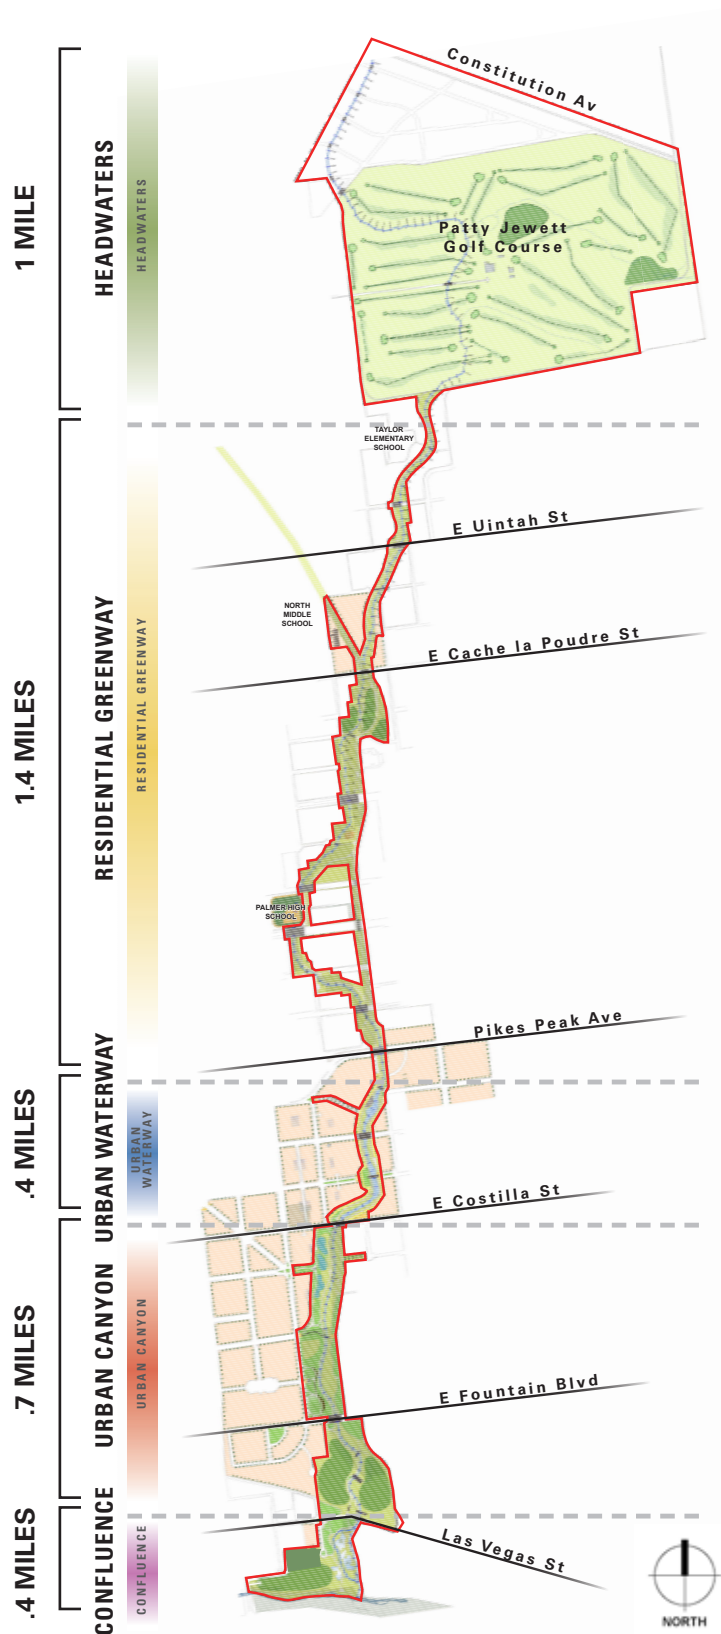 Constitution Av
1 MILE
HEADWATERS
HEADWATERS
Patty Jewett
Golf Course
TAYLOR
ELEMENTARY
SCHOOL
E Uintah St
1.4 MILES
RESIDENTIAL GREENWAY
RESIDENTIAL GREENWAY
NORTH
MIDDLE
SCHOOL
E Cache la Poudre St
PALMER HIGH
SCHOOL
Pikes Peak Ave
.4 MILES
URBAN WATERWAY
URBAN
WATERWAY
E Costilla St
.7 MILES
URBAN CANYON
URBAN CANYON
E Fountain Blvd
.4 MILES
CONFLUENCE
CONFLUENCE
Las Vegas St
NORTH